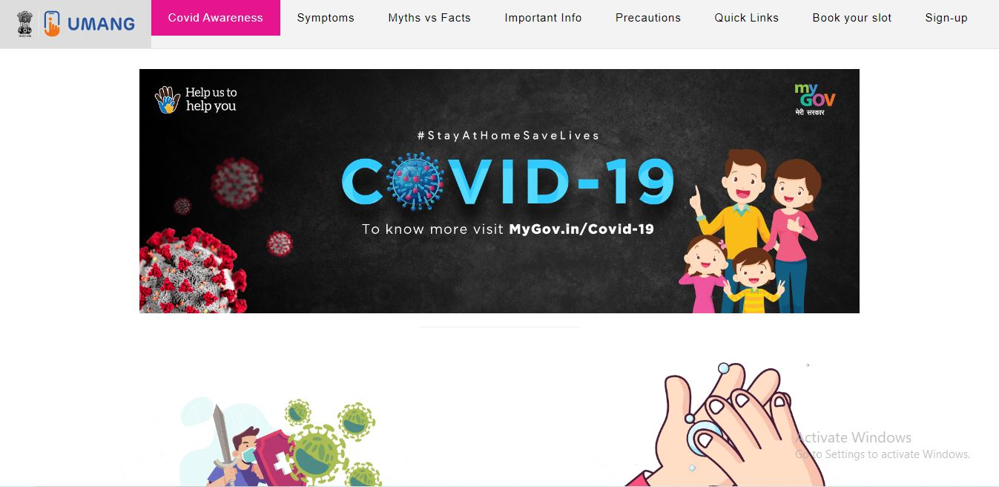 UMANG
Covid Awareness
Symptoms
Myths vs Facts
Important Info
Precautions
Quick Links
Book your slot
Sign-up
Help us to
help you
my
GOV
मेरी सरकार
#StayAtHomeSaveLives
COVID-19
To know more visit MyGov.in/Covid-19
Activate Windows
Go to Settings to activate Windows.